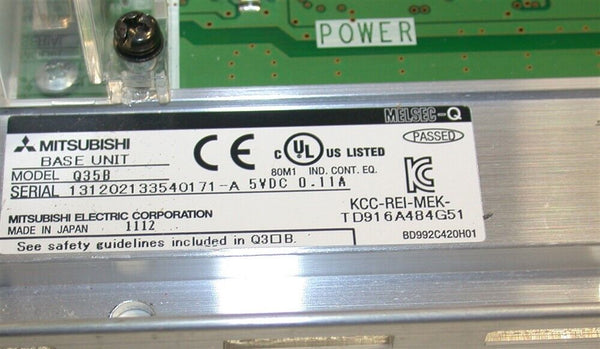 POWER
MELSEC-Q
MITSUBISHI
BASE UNIT
MODEL Q35B
SERIAL 131202133540171-A 5VDC 0.11A
CE
C UL US LISTED
80M1 IND. CONT. EQ.
PASSED
KCC-REI-MEK-
TD916A484G51
MITSUBISHI ELECTRIC CORPORATION
MADE IN JAPAN 1112
See safety guidelines included in Q3□B.
BD992C420H01